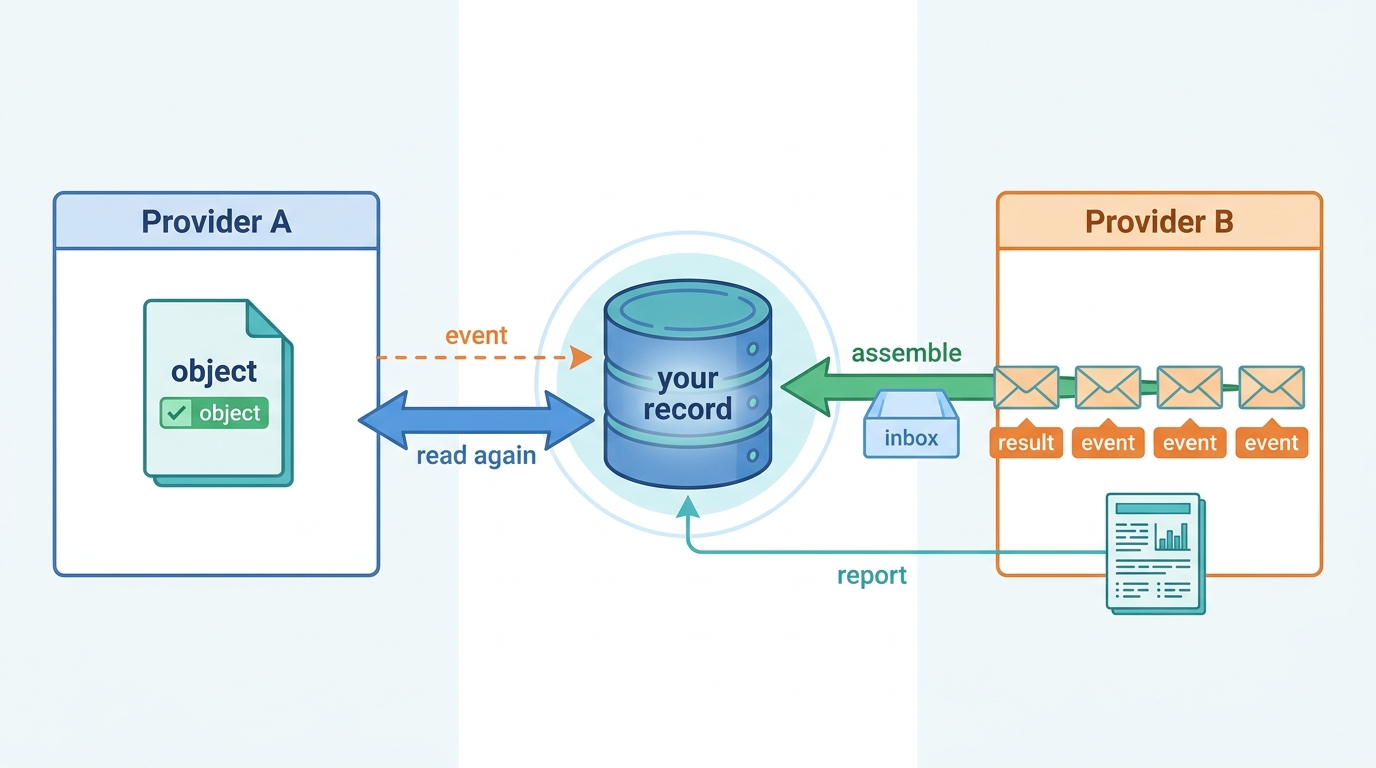 Provider A
object
object
event
read again
your
record
assemble
inbox
report
Provider B
result
event
event
event